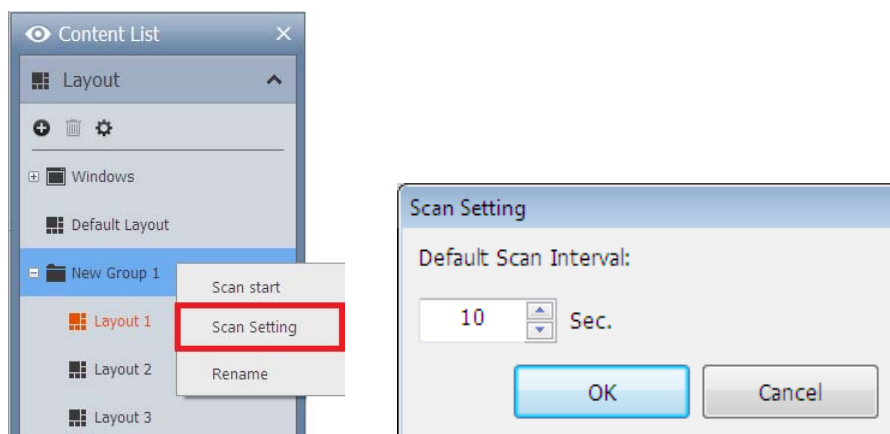 Content List
Layout
Windows
Default Layout
New Group 1
Scan start
Layout 1
Scan Setting
Layout 2
Rename
Layout 3
Scan Setting
Default Scan Interval:
10 Sec.
OK Cancel